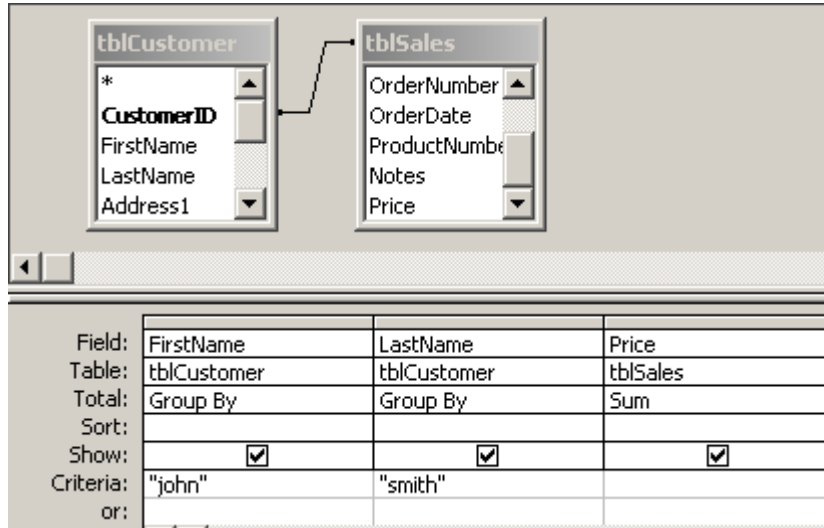 tblCustomer tblSales
*
CustomerID
FirstName
LastName
Address1
OrderNumber
OrderDate
ProductNumbe
Notes
Price
Field: FirstName LastName Price
Table: tblCustomer tblCustomer tblSales
Total: Group By Group By Sum
Sort:
Show:
Criteria: "john" "smith"
or: